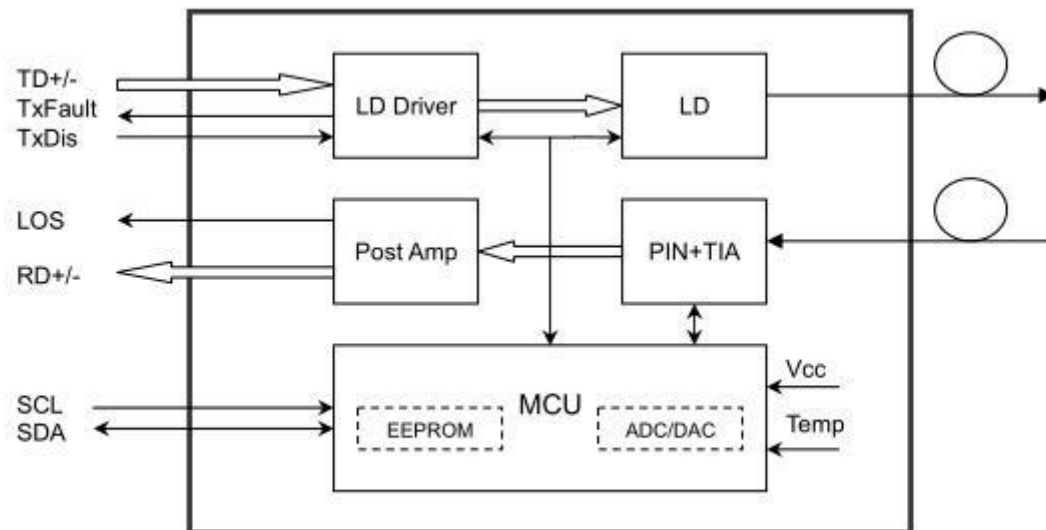 TD+/-
TxFault
TxDis
LD Driver
LD
LOS
RD+/-
Post Amp
PIN+TIA
SCL
SDA
MCU
EEPROM
ADC/DAC
Vcc
Temp